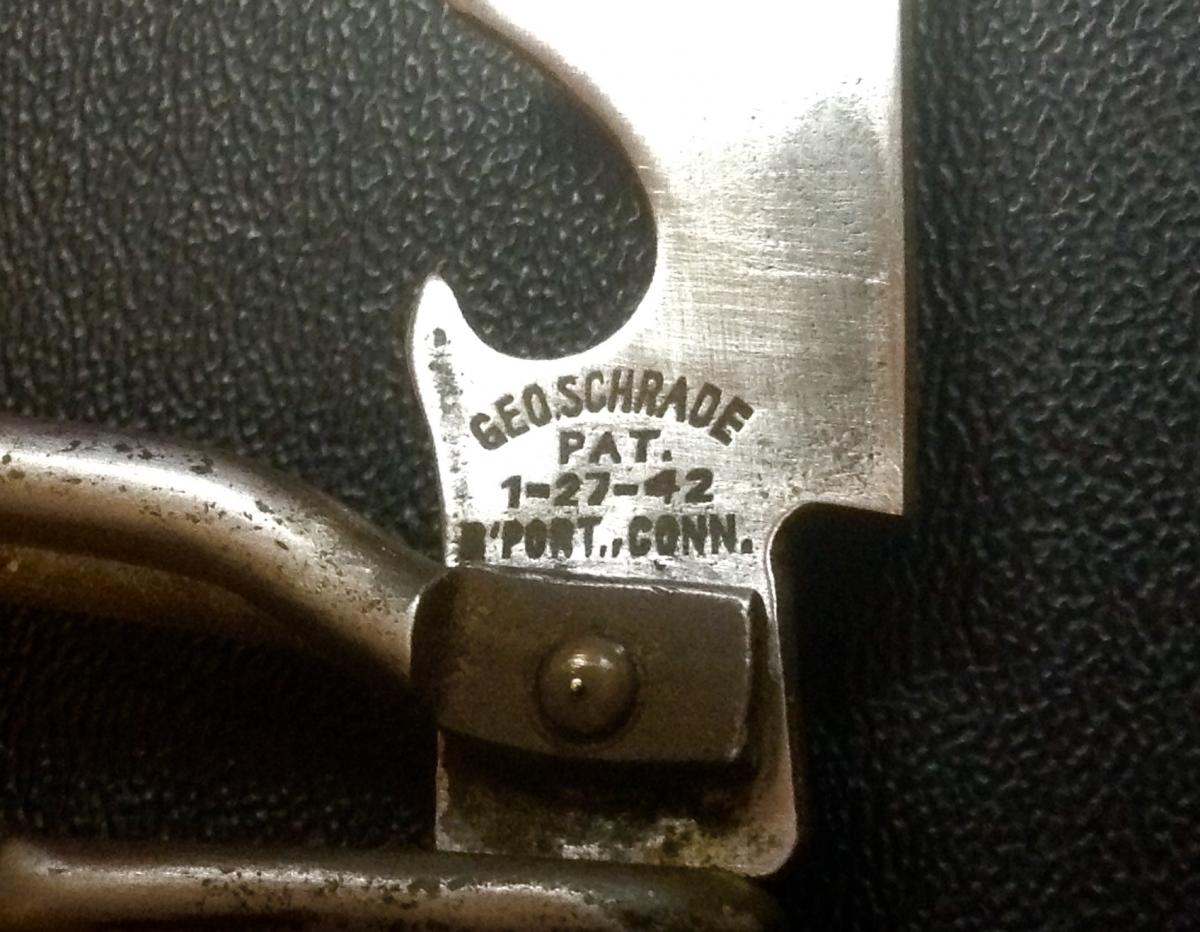 GEO.SCHRADE
PAT.
1-27-42
B'PORT., CONN.